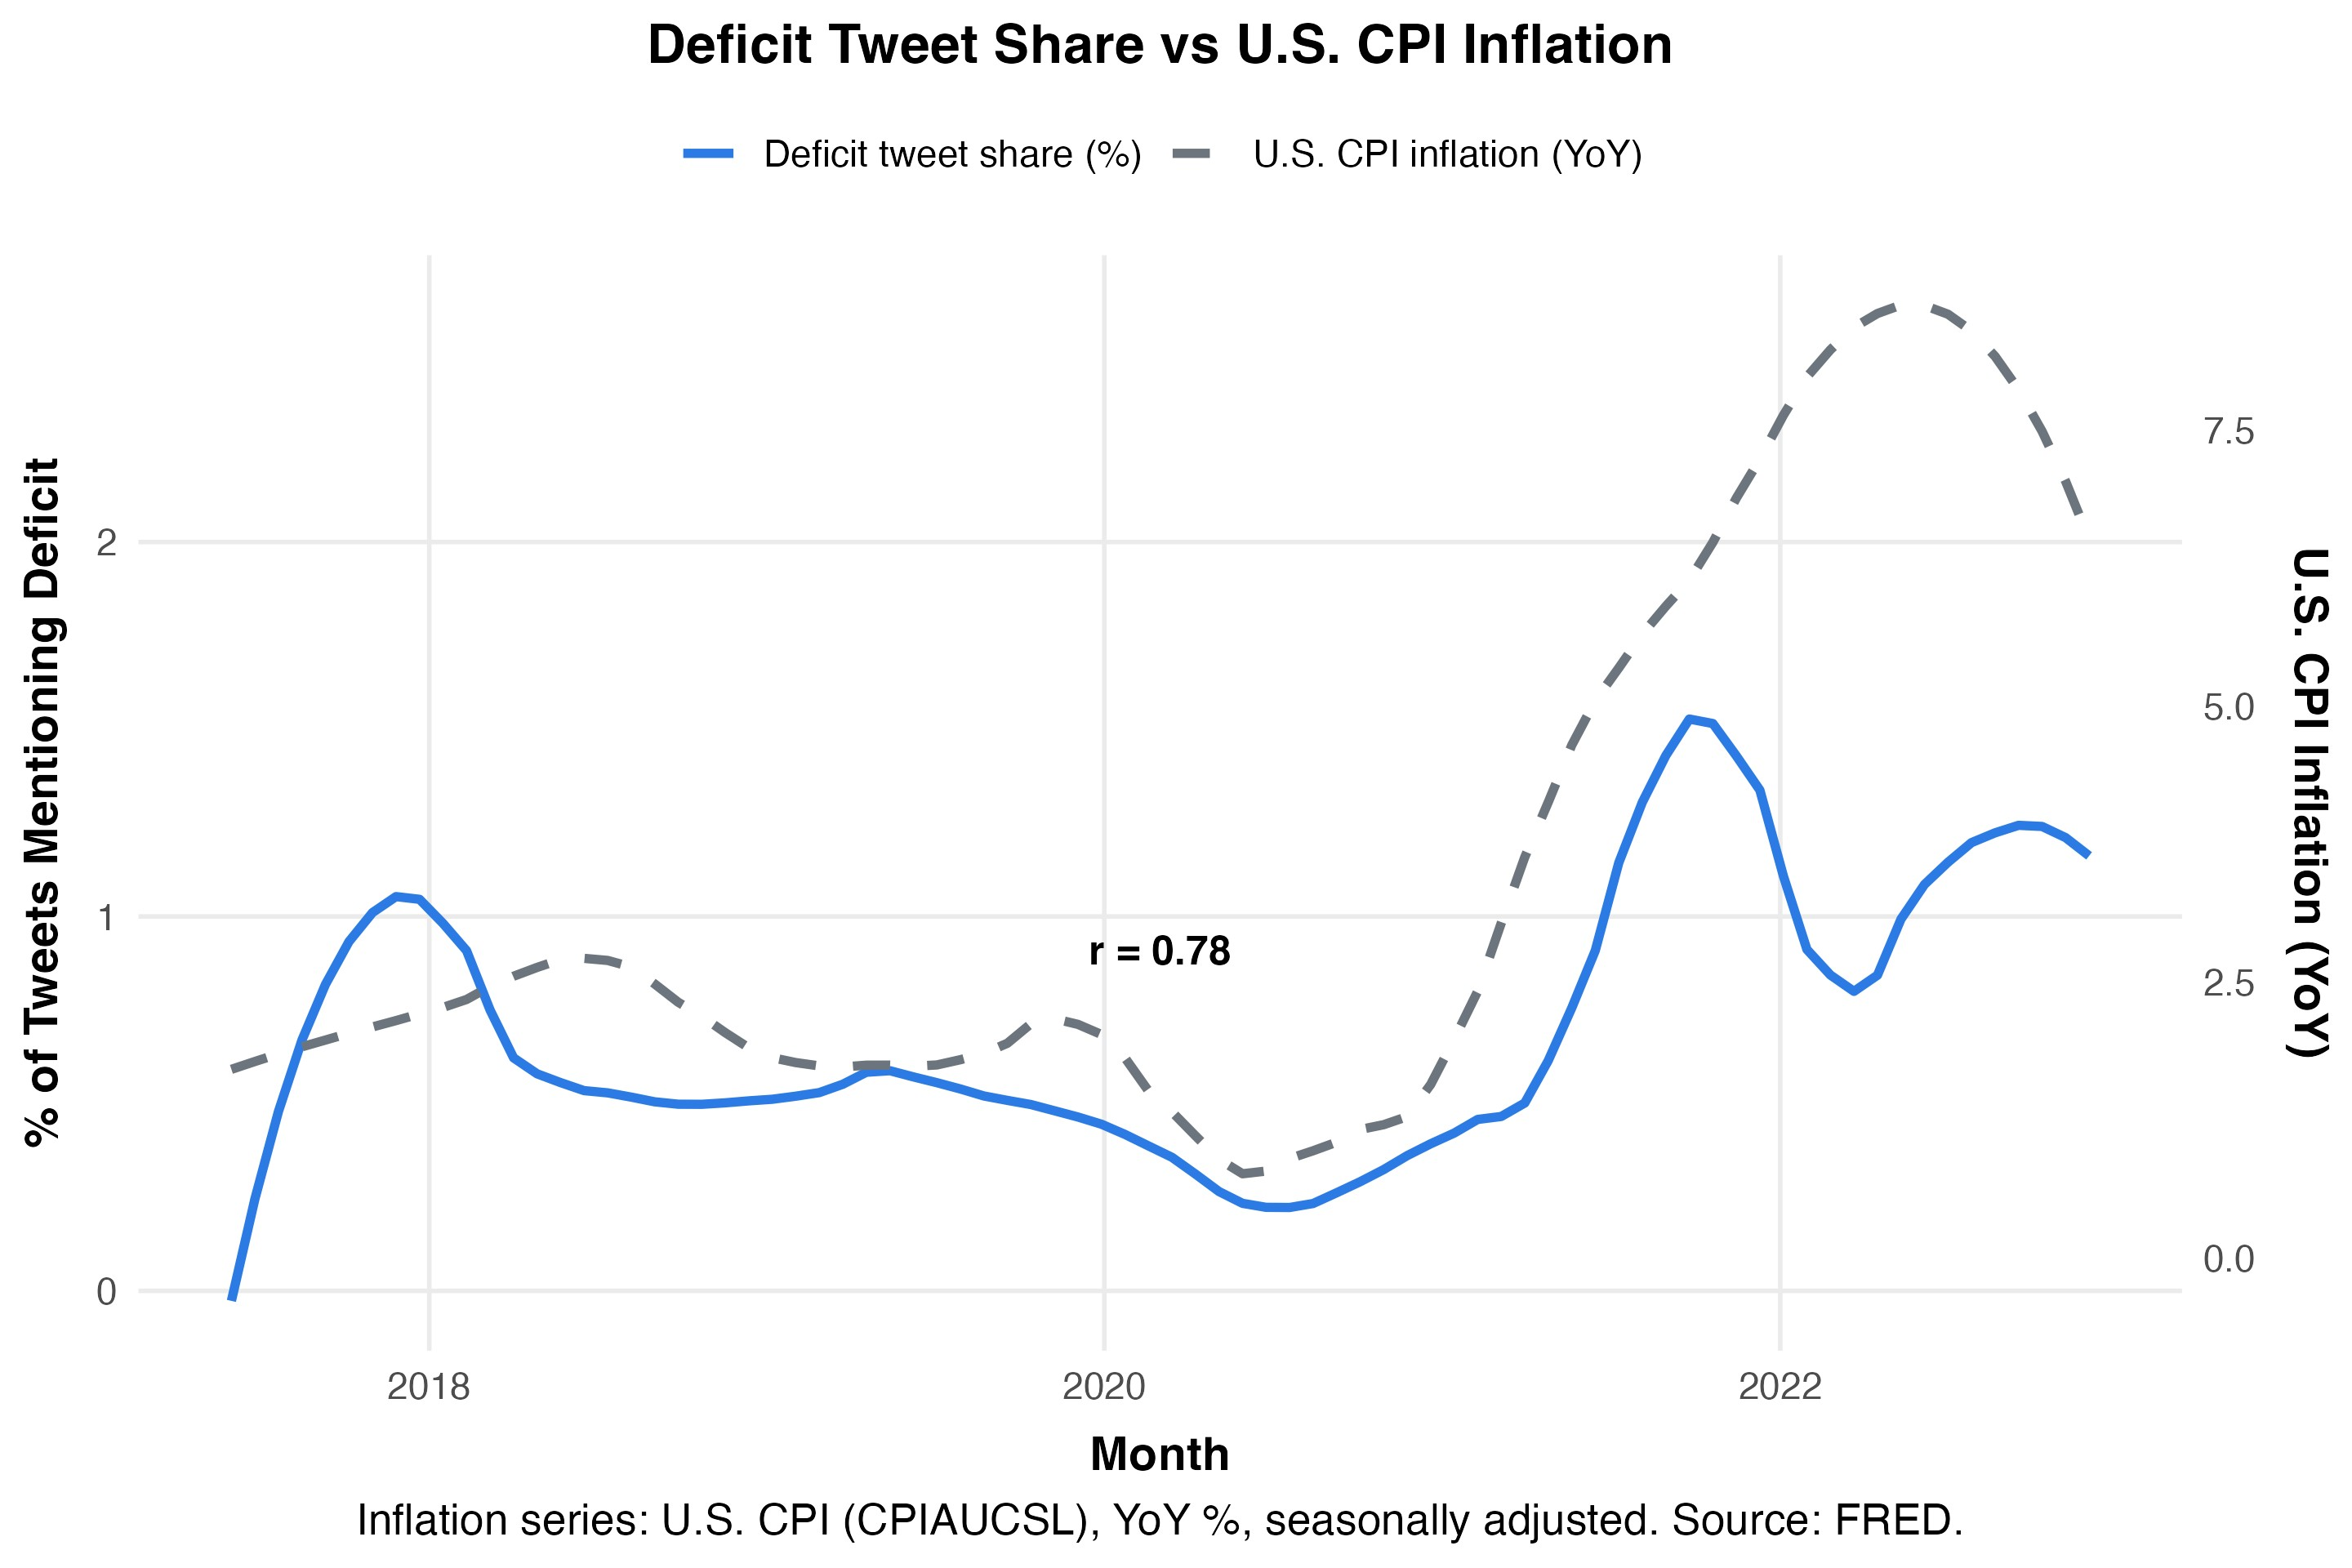 Deficit Tweet Share vs U.S. CPI Inflation
Deficit tweet share (%) U.S. CPI inflation (YoY)
% of Tweets Mentioning Deficit
2
1
0
r = 0.78
7.5
5.0
2.5
0.0
U.S. CPI Inflation (YoY)
2018 2020 2022
Month
Inflation series: U.S. CPI (CPIAUCSL), YoY %, seasonally adjusted. Source: FRED.